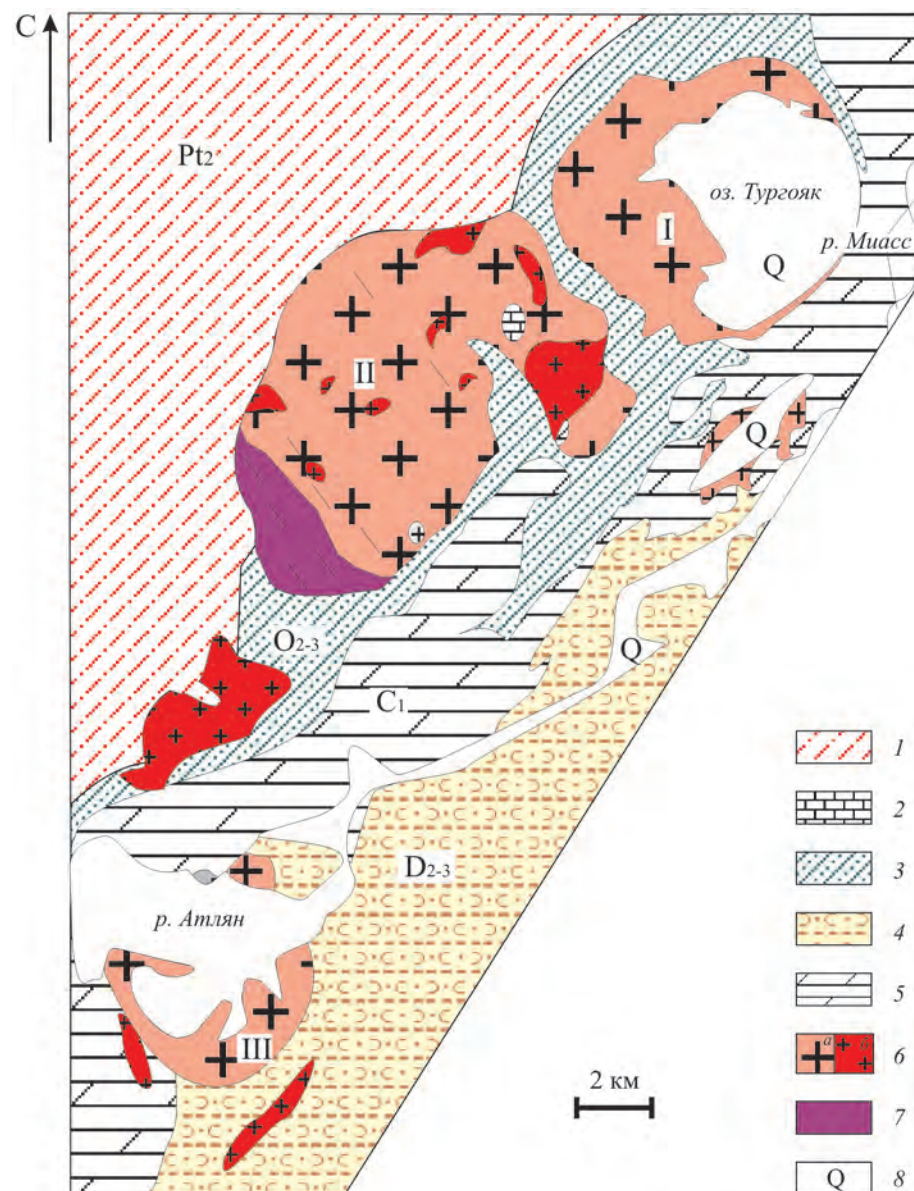 С
Pt2
оз. Тургояк
I
р. Миасс
Q
II
Q
O2-3
Q
C1
1
2
3
D2-3
р. Атлян
4
5
а
6
III
2 км
7
Q
8